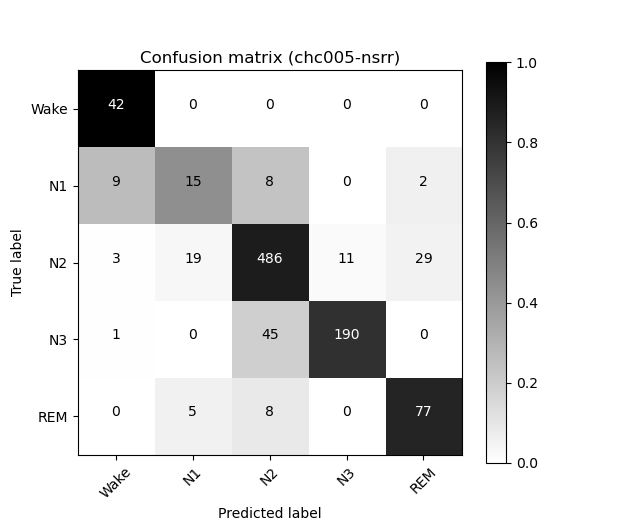 Confusion matrix (chc005-nsrr)
Wake 42 0 0 0 0
N1 9 15 8 0 2
N2 3 19 486 11 29
N3 1 0 45 190 0
REM 0 5 8 0 77
Wake N1 N2 N3 REM
Predicted label
True label
1.0
0.8
0.6
0.4
0.2
0.0